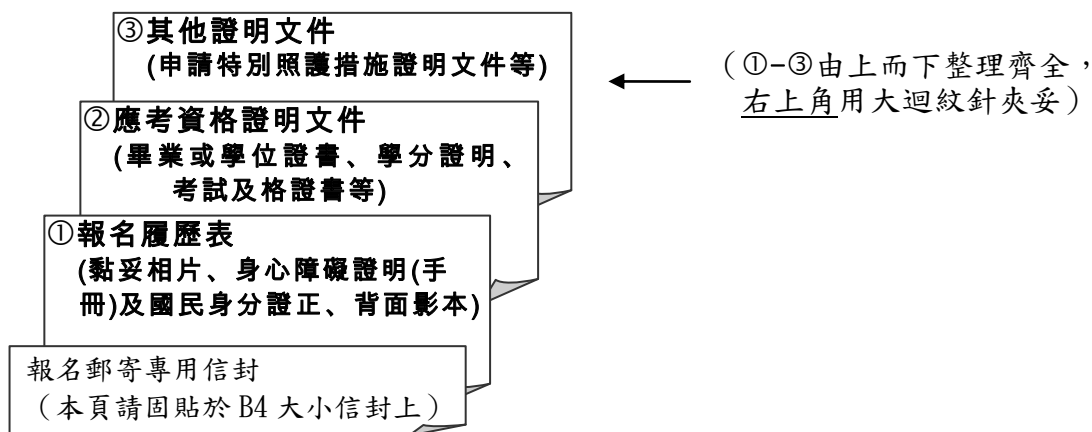 ③其他證明文件
(申請特別照護措施證明文件等)
（①-③由上而下整理齊全，
右上角用大迴紋針夾妥）
②應考資格證明文件
(畢業或學位證書、學分證明、
考試及格證書等)
①報名履歷表
(黏妥相片、身心障礙證明(手
冊)及國民身分證正、背面影本)
報名郵寄專用信封
（本頁請固貼於 B4 大小信封上）